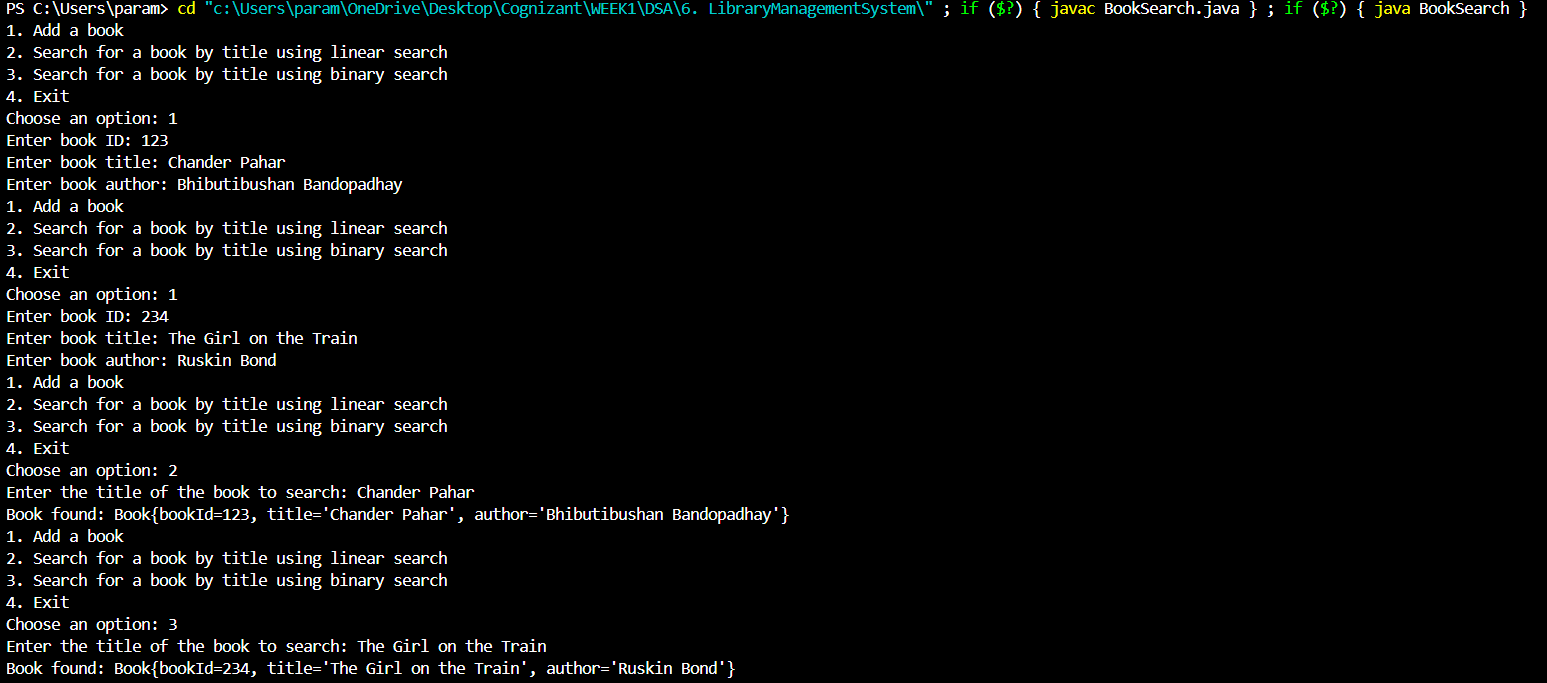 PS C:\Users\param> cd "c:\Users\param\OneDrive\Desktop\Cognizant\WEEK1\DSA\6. LibraryManagementSystem\" ; if ($?) { javac BookSearch.java } ; if ($?) { java BookSearch }
1. Add a book
2. Search for a book by title using linear search
3. Search for a book by title using binary search
4. Exit
Choose an option: 1
Enter book ID: 123
Enter book title: Chander Pahar
Enter book author: Bhibutibushan Bandopadhay
1. Add a book
2. Search for a book by title using linear search
3. Search for a book by title using binary search
4. Exit
Choose an option: 1
Enter book ID: 234
Enter book title: The Girl on the Train
Enter book author: Ruskin Bond
1. Add a book
2. Search for a book by title using linear search
3. Search for a book by title using binary search
4. Exit
Choose an option: 2
Enter the title of the book to search: Chander Pahar
Book found: Book{bookId=123, title='Chander Pahar', author='Bhibutibushan Bandopadhay'}
1. Add a book
2. Search for a book by title using linear search
3. Search for a book by title using binary search
4. Exit
Choose an option: 3
Enter the title of the book to search: The Girl on the Train
Book found: Book{bookId=234, title='The Girl on the Train', author='Ruskin Bond'}